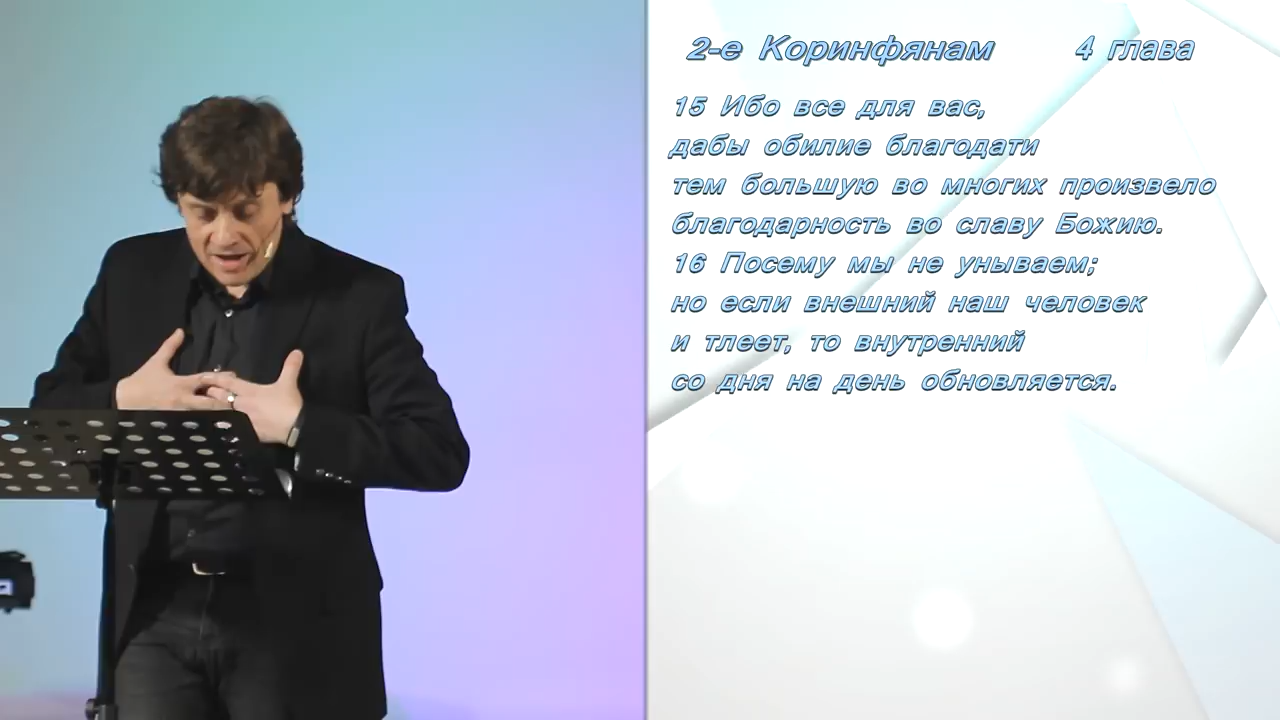 2-е Коринфянам 4 глава
15 Ибо все для вас,
дабы обилие благодати
тем большую во многих произвело
благодарность во славу Божию.
16 Посему мы не унываем;
но если внешний наш человек
и тлеет, то внутренний
со дня на день обновляется.